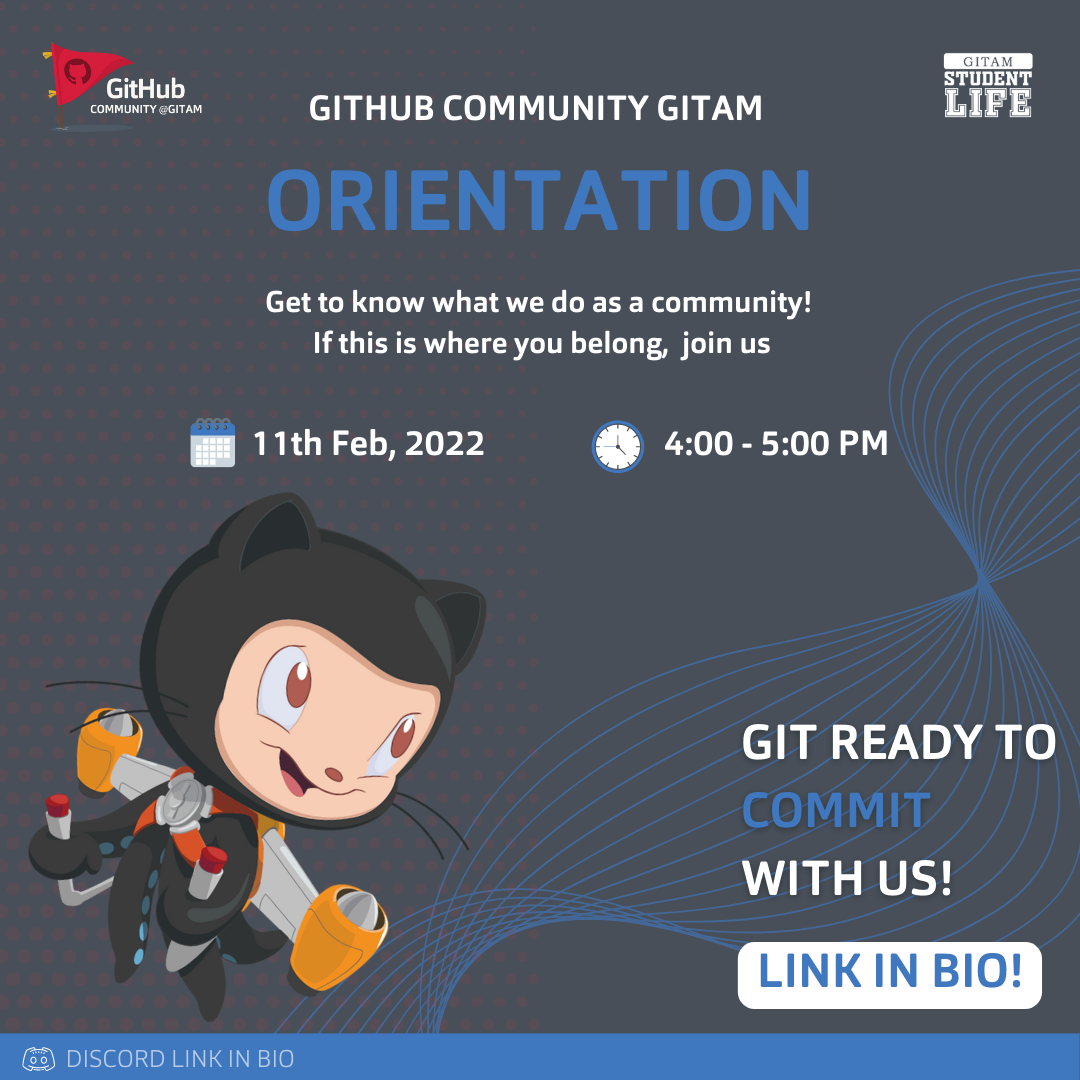 GitHub
COMMUNITY @GITAM
GITAM
STUDENT
LIFE
GITHUB COMMUNITY GITAM
ORIENTATION
Get to know what we do as a community!
If this is where you belong, join us
11th Feb, 2022
4:00 - 5:00 PM
GIT READY TO
COMMIT
WITH US!
LINK IN BIO!
DISCORD LINK IN BIO